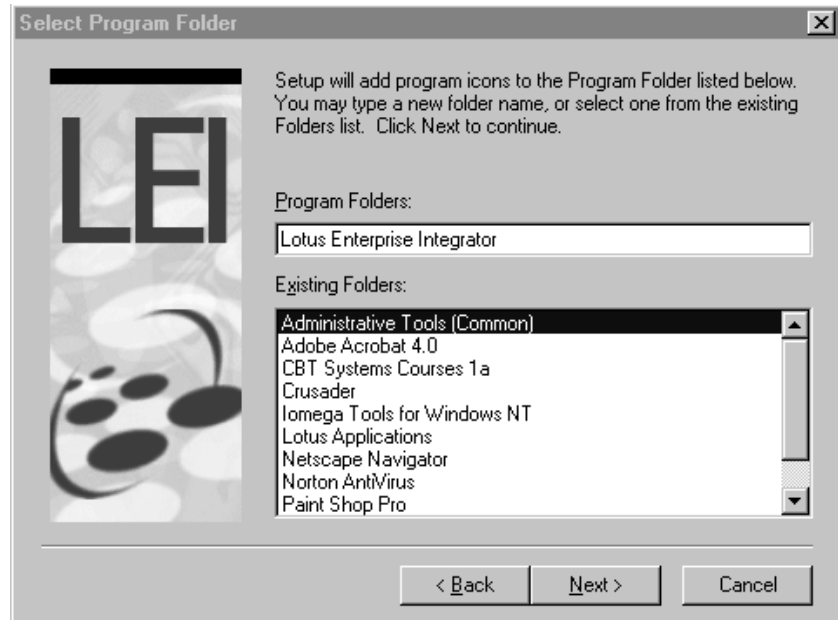 Select Program Folder
LEI
Setup will add program icons to the Program Folder listed below.
You may type a new folder name, or select one from the existing
Folders list.  Click Next to continue.
Program Folders:
Lotus Enterprise Integrator
Existing Folders:
Administrative Tools (Common)
Adobe Acrobat 4.0
CBT Systems Courses 1a
Crusader
Iomega Tools for Windows NT
Lotus Applications
Netscape Navigator
Norton AntiVirus
Paint Shop Pro
< Back
Next >
Cancel